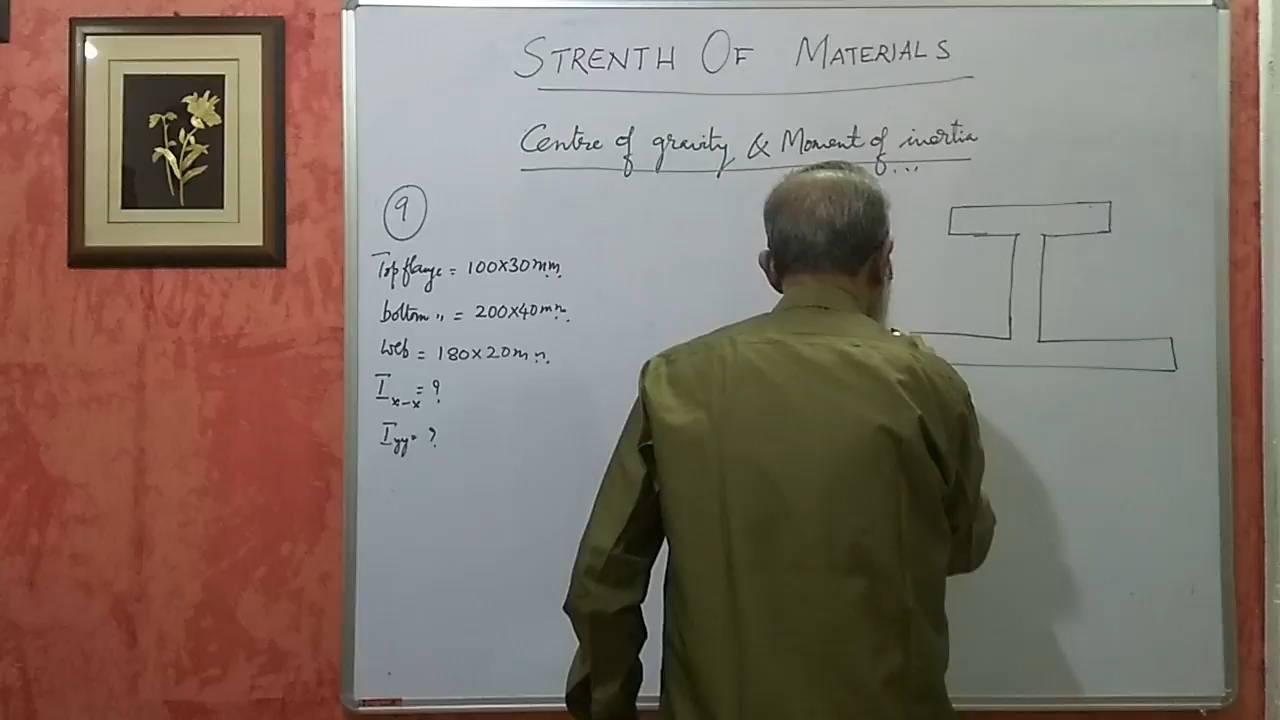 STRENTH OF MATERIALS
Centre of gravity & Moment of inertia
...
9
Top flange = 100X30mm.
bottom " = 200X40mm.
Web = 180X20mm.
Ix-x = ?
Iyy = ?